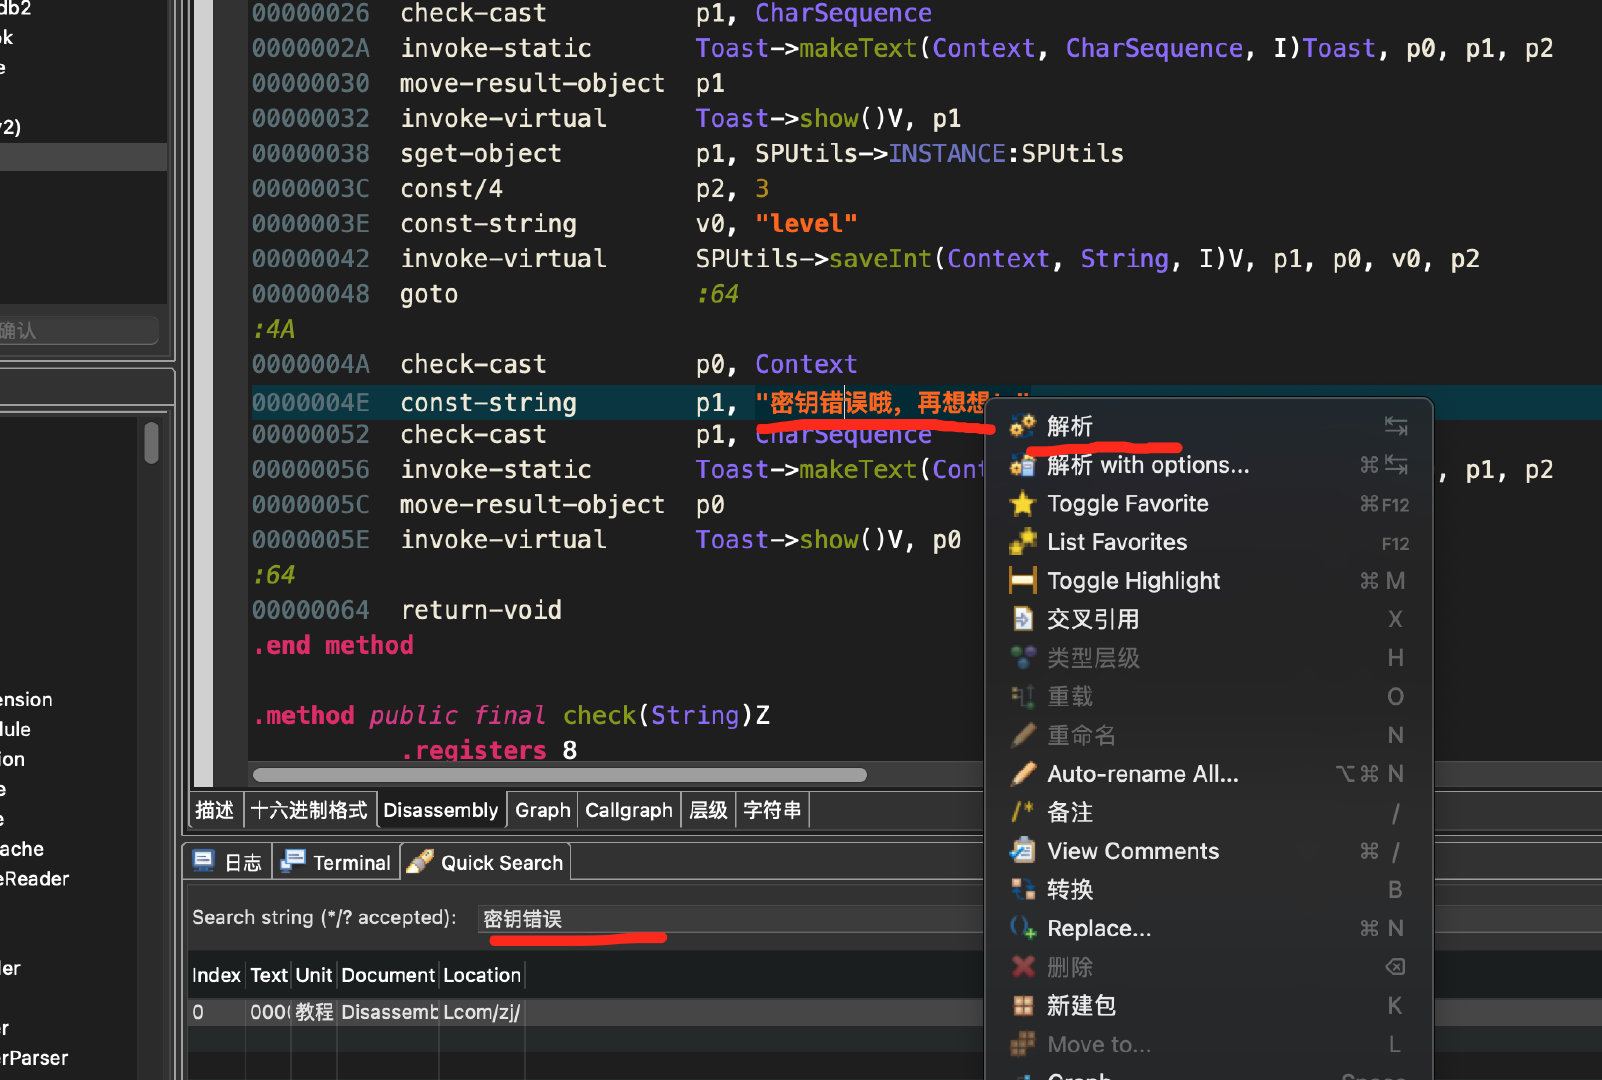 db2
ok
e
v2)
确认
ension
dule
ion
e
e
ache
eReader
der
er
erParser
00000026 check-cast p1, CharSequence
0000002A invoke-static Toast->makeText(Context, CharSequence, I)Toast, p0, p1, p2
00000030 move-result-object p1
00000032 invoke-virtual Toast->show()V, p1
00000038 sget-object p1, SPUtils->INSTANCE:SPUtils
0000003C const/4 p2, 3
0000003E const-string v0, "level"
00000042 invoke-virtual SPUtils->saveInt(Context, String, I)V, p1, p0, v0, p2
00000048 goto :64
:4A
0000004A check-cast p0, Context
0000004E const-string p1, "密钥错误哦，再想想
00000052 check-cast p1, CharSequence
00000056 invoke-static Toast->makeText(Cont , p1, p2
0000005C move-result-object p0
0000005E invoke-virtual Toast->show()V, p0
:64
00000064 return-void
.end method
.method public final check(String)Z
.registers 8
描述 十六进制格式 Disassembly Graph Callgraph 层级 字符串
日志 Terminal Quick Search
Search string (*/? accepted): 密钥错误
Index Text Unit Document Location
0 000 教程 Disassemb Lcom/zj/
解析
解析 with options...
Toggle Favorite ⌘F12
List Favorites F12
Toggle Highlight ⌘ M
交叉引用 X
类型层级 H
重载 O
重命名 N
Auto-rename All... ⌥⌘ N
备注 /
View Comments ⌘ /
转换 B
Replace... ⌘ N
删除 ⌫
新建包 K
Move to... L
Graph Space